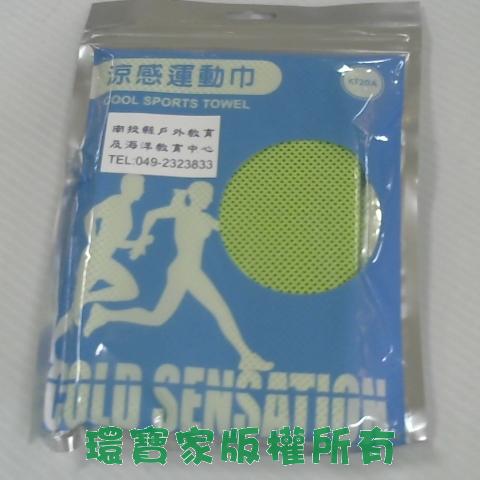 涼感運動巾
COOL SPORTS TOWEL
南投縣戶外教育
及海洋教育中心
TEL:049-2323833
COLD SENSATION
環寶家版權所有